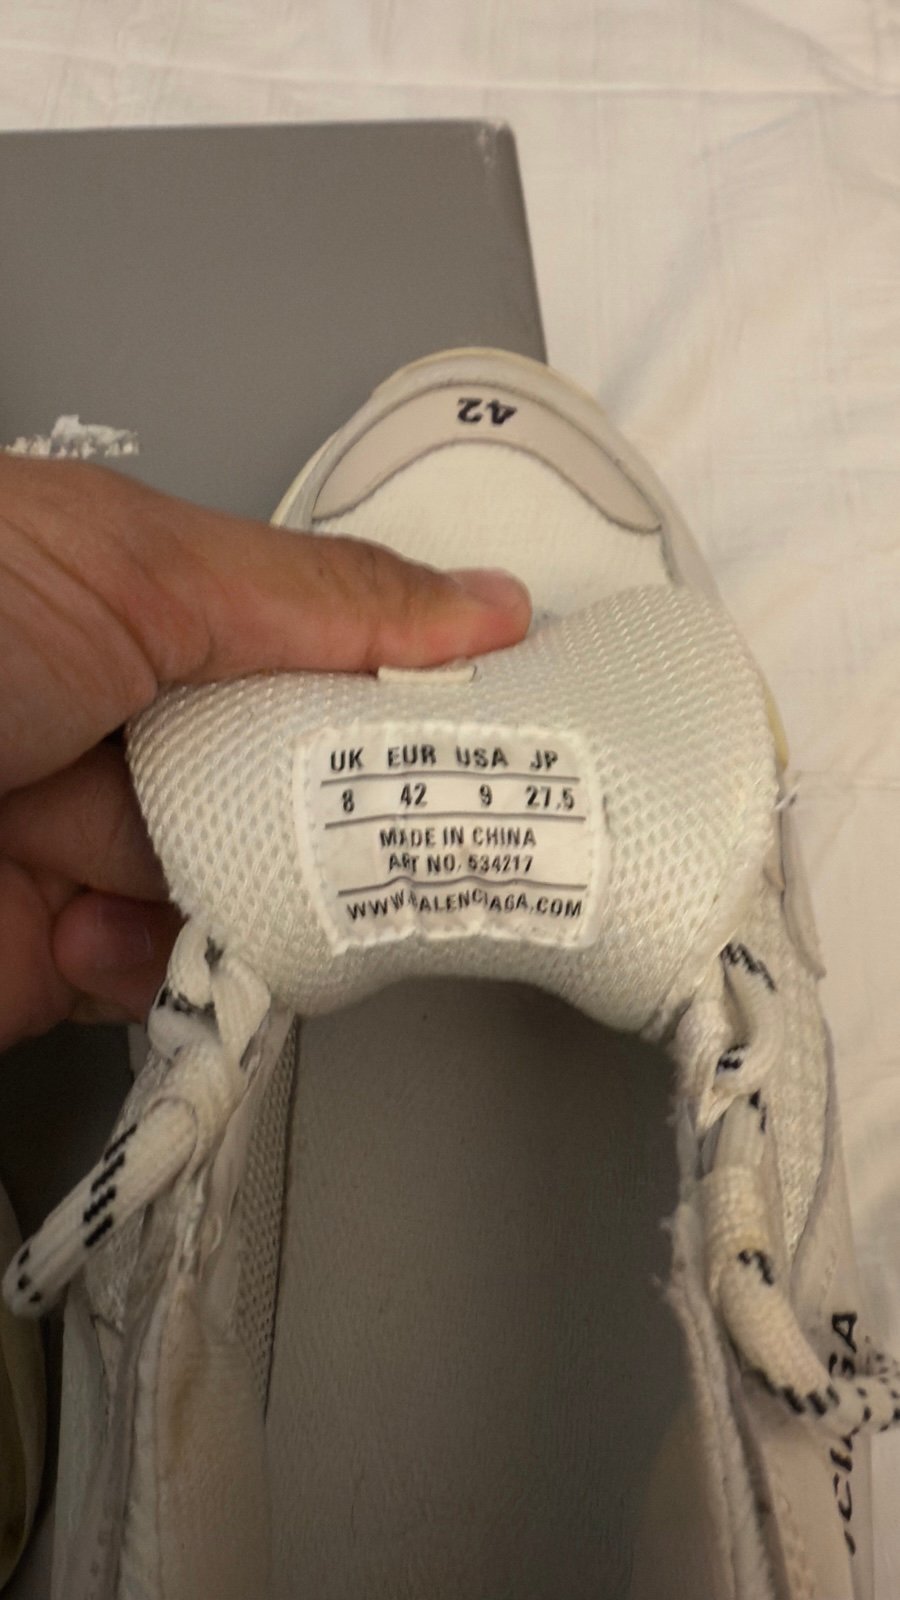 42
UK EUR USA JP
8 42 9 27.5
MADE IN CHINA
ART NO. 534217
WWW.BALENCIAGA.COM